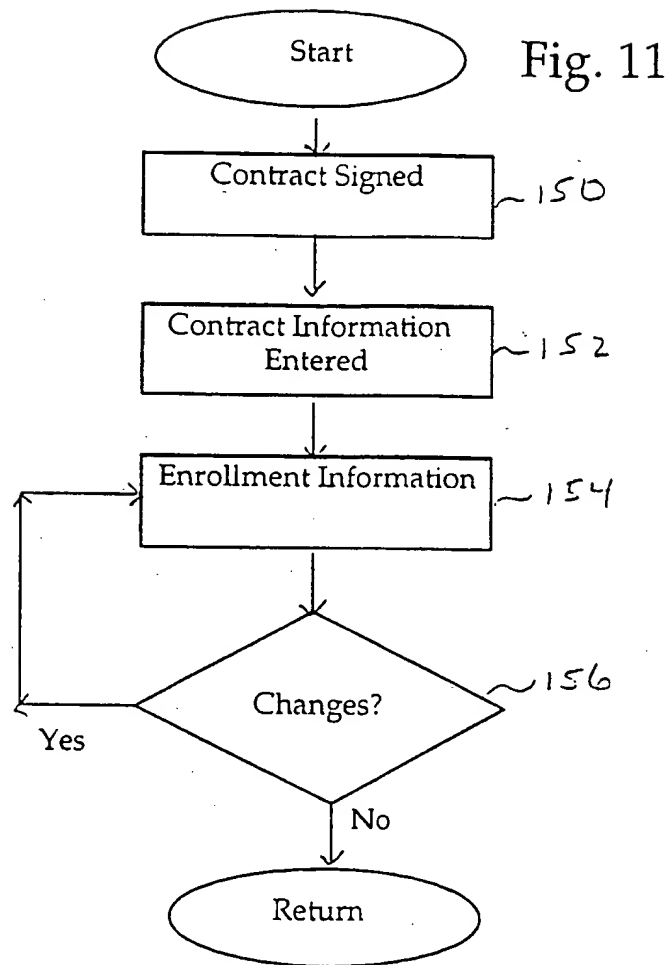 Start
Fig. 11
Contract Signed
150
Contract Information
Entered
152
Enrollment Information
154
Changes?
156
Yes
No
Return